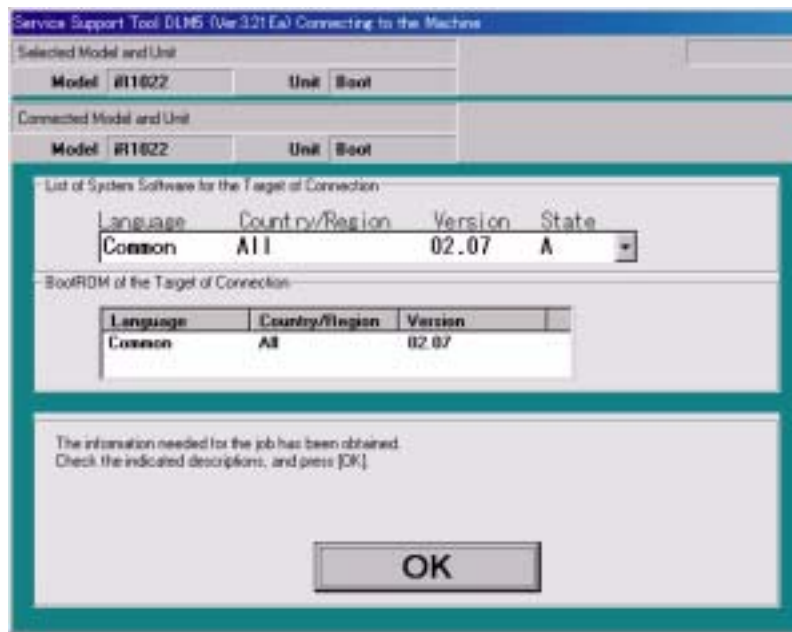 Service Support Tool DLM5 (Ver.3.21Ea) Connecting to the Machine
Selected Model and Unit
Model iR1022 Unit Boot
Connected Model and Unit
Model iR1022 Unit Boot
List of System Software for the Target of Connection
Language Country/Region Version State
Common All 02.07 A
BootROM of the Target of Connection
Language Country/Region Version
Common All 02.07
The information needed for the job has been obtained.
Check the indicated descriptions, and press [OK].
OK